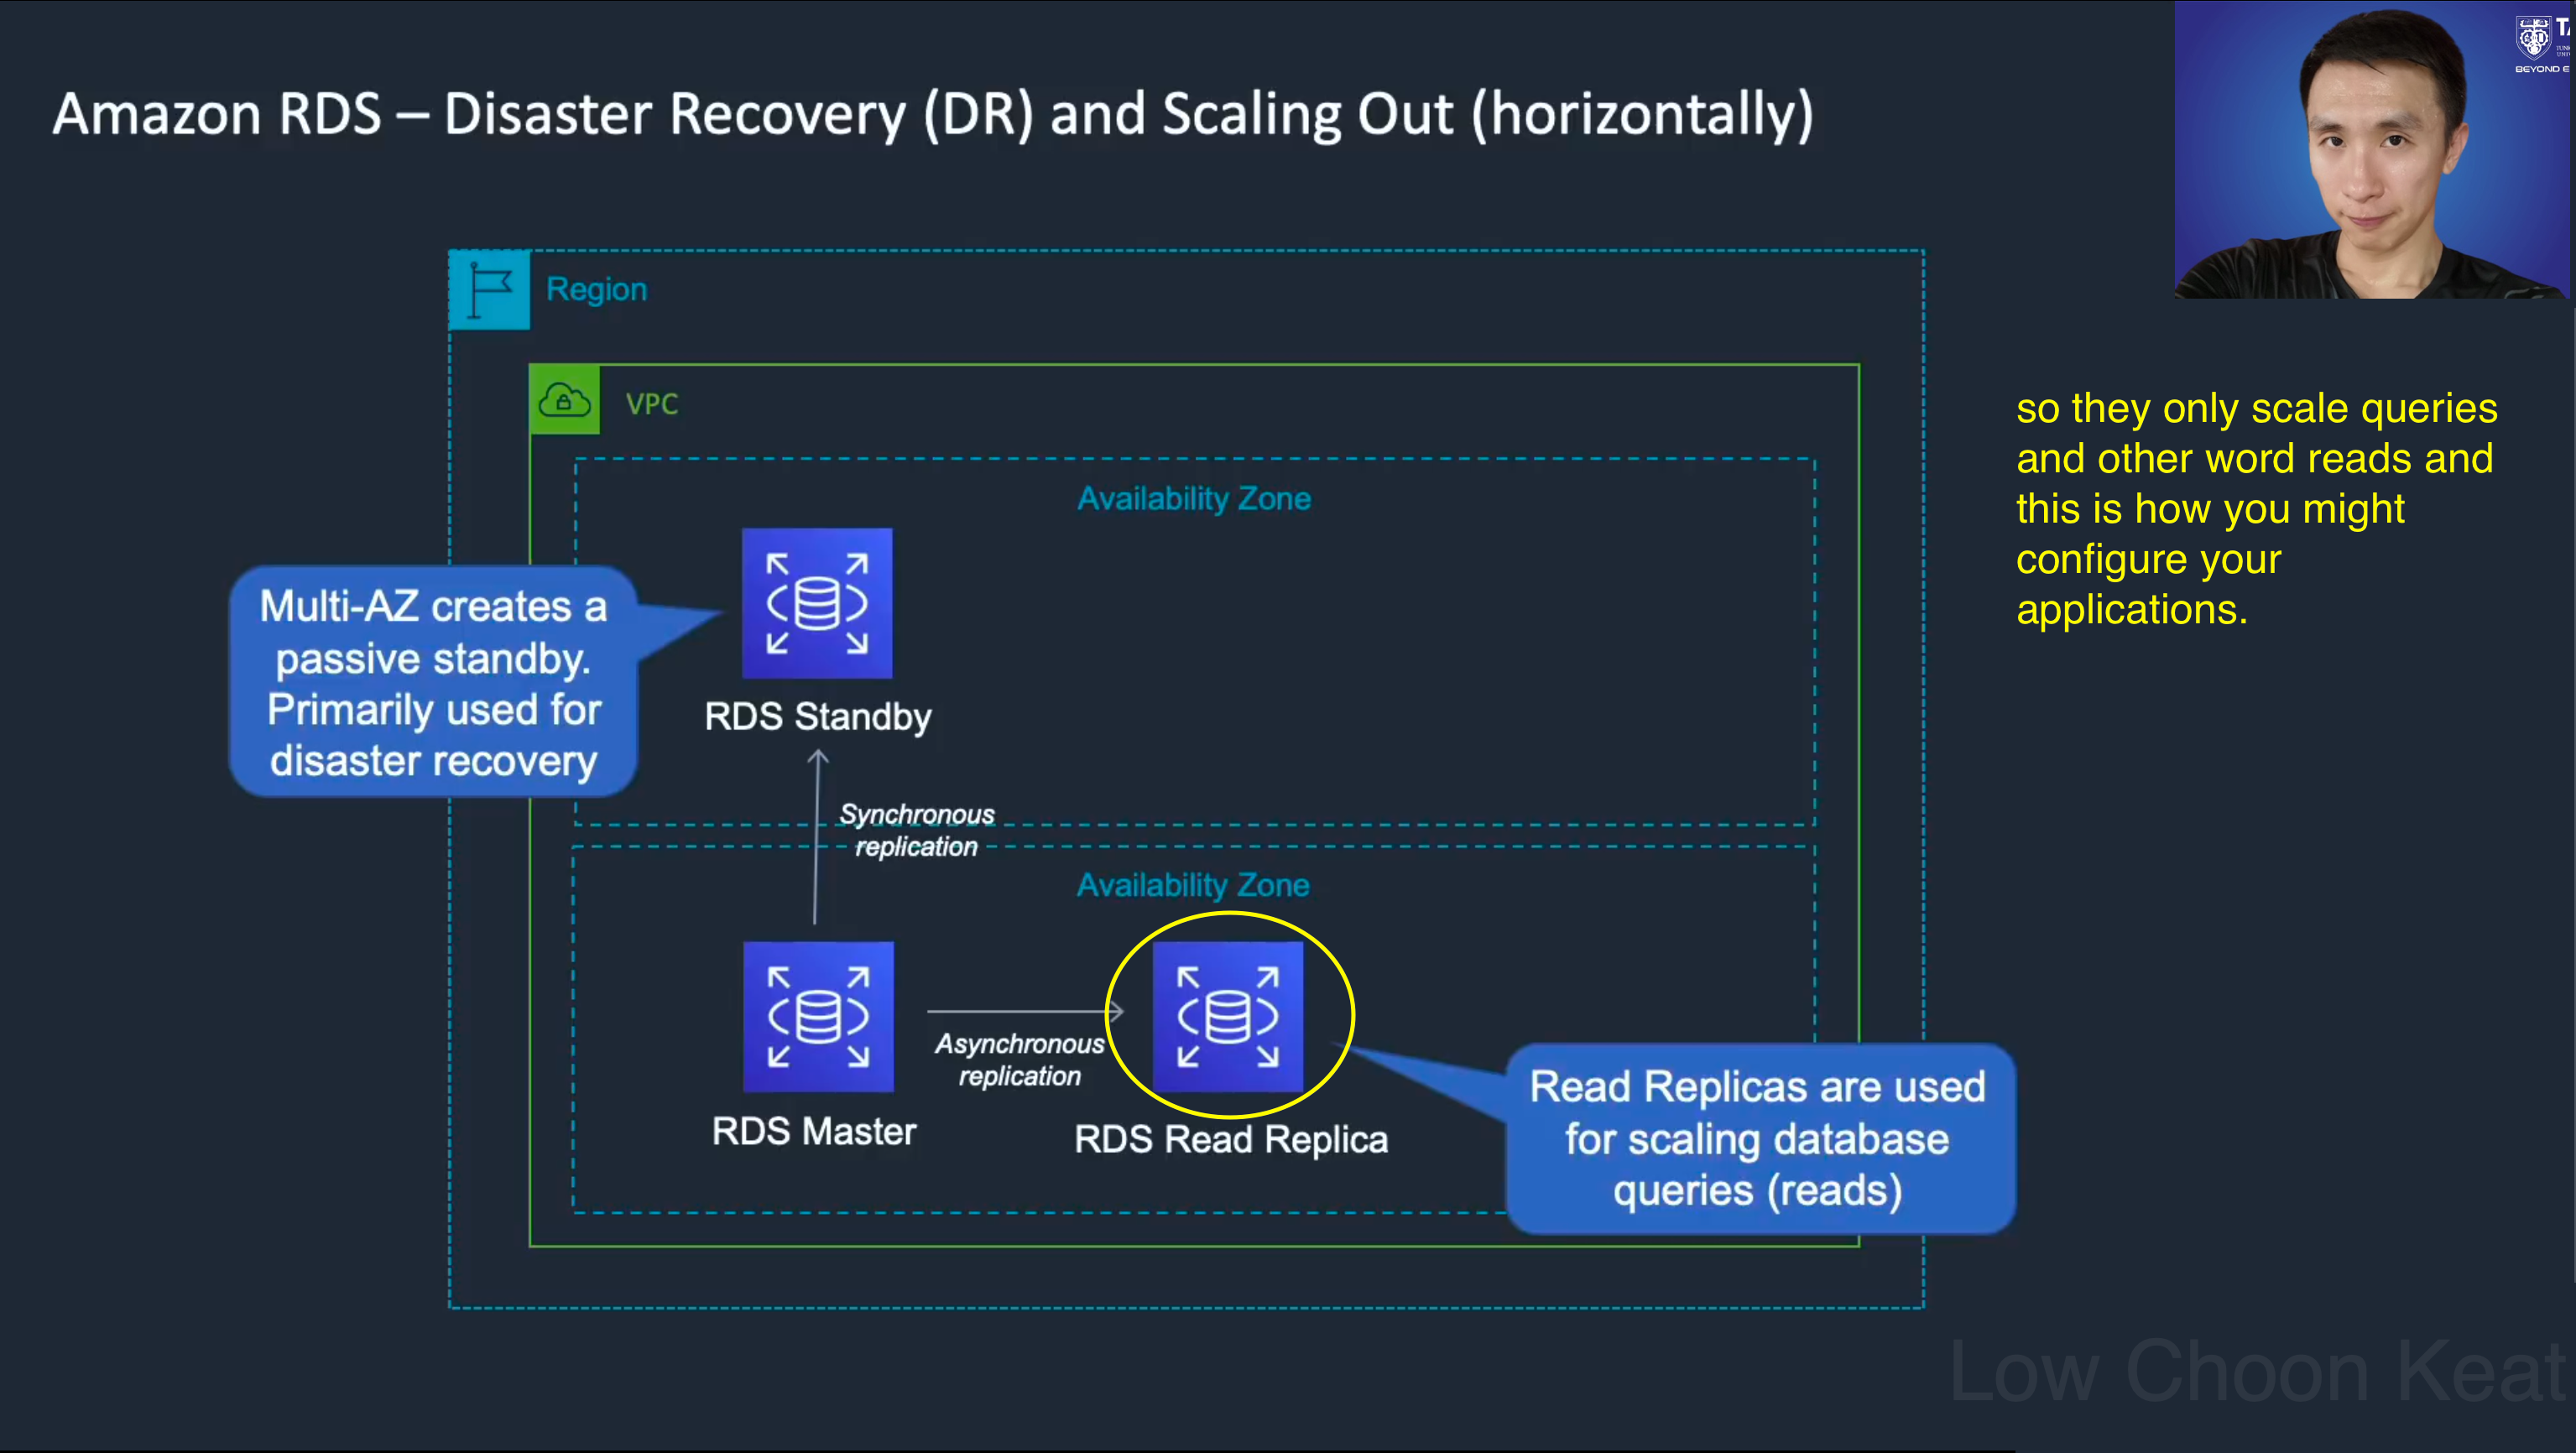 Amazon RDS – Disaster Recovery (DR) and Scaling Out (horizontally)
BEYOND E
Region
VPC
so they only scale queries
and other word reads and
this is how you might
configure your
applications.
Availability Zone
Multi-AZ creates a
passive standby.
Primarily used for
disaster recovery
RDS Standby
Synchronous
replication
Availability Zone
Asynchronous
replication
RDS Master
RDS Read Replica
Read Replicas are used
for scaling database
queries (reads)
Low Choon Keat